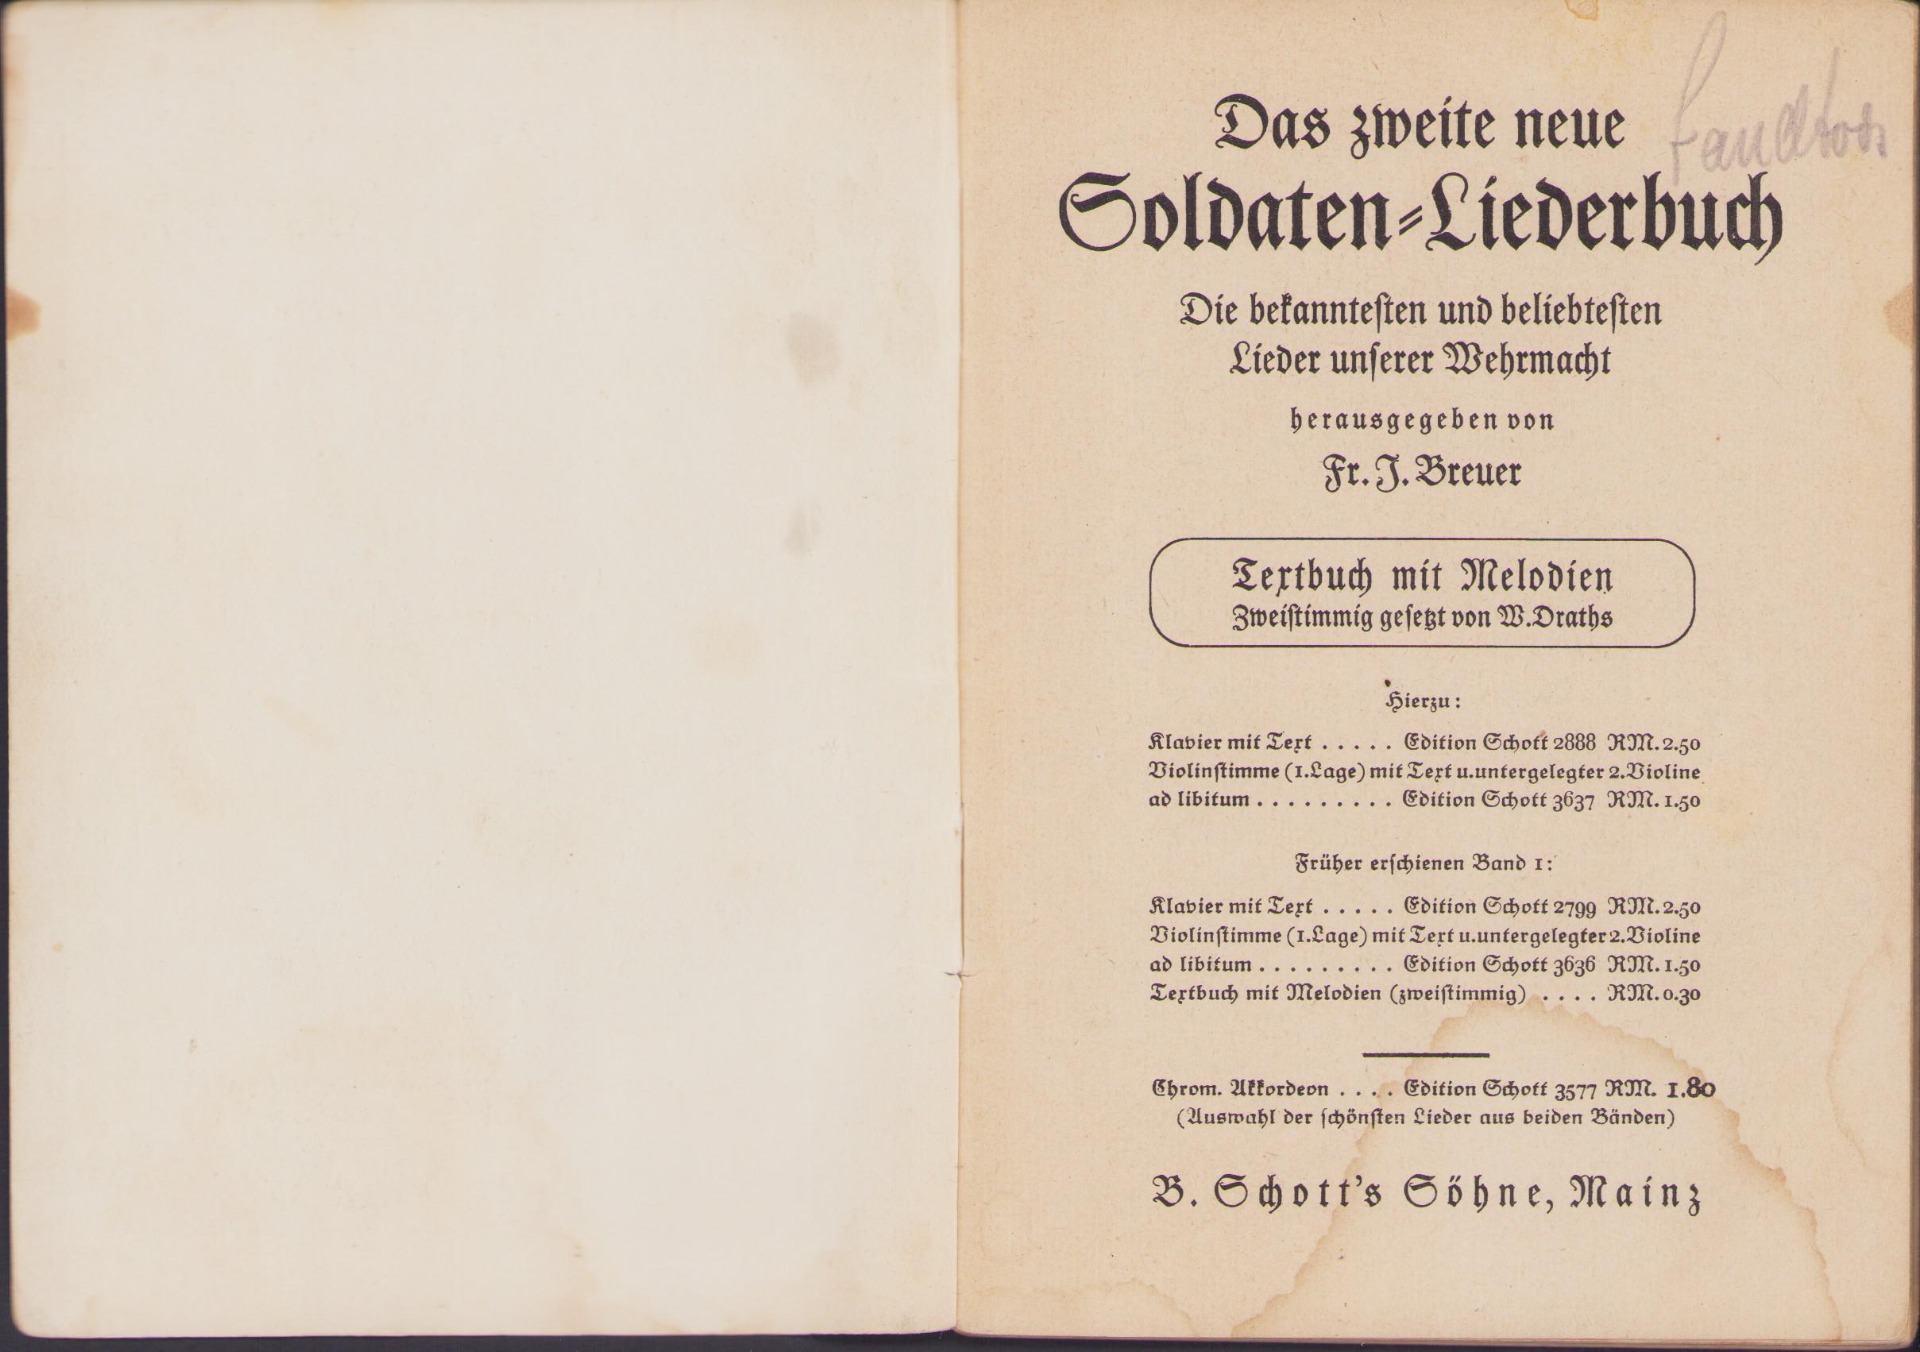 Das zweite neue
Soldaten-Liederbuch
Die bekanntesten und beliebtesten
Lieder unserer Wehrmacht
herausgegeben von
Fr. J. Breuer
Textbuch mit Melodien
Zweistimmig gesetzt von W. Draths
Hierzu:
Klavier mit Text . . . . . Edition Schott 2888 RM. 2.50
Violinstimme (1. Lage) mit Text u. untergelegter 2. Violine
ad libitum . . . . . . . . . Edition Schott 3637 RM. 1.50
Früher erschienen Band 1:
Klavier mit Text . . . . . Edition Schott 2799 RM. 2.50
Violinstimme (1. Lage) mit Text u. untergelegter 2. Violine
ad libitum . . . . . . . . . Edition Schott 3636 RM. 1.50
Textbuch mit Melodien (zweistimmig) . . . . RM. 0.30
Chrom. Akkordeon . . . . Edition Schott 3577 RM. 1.80
(Auswahl der schönsten Lieder aus beiden Bänden)
B. Schott's Söhne, Mainz